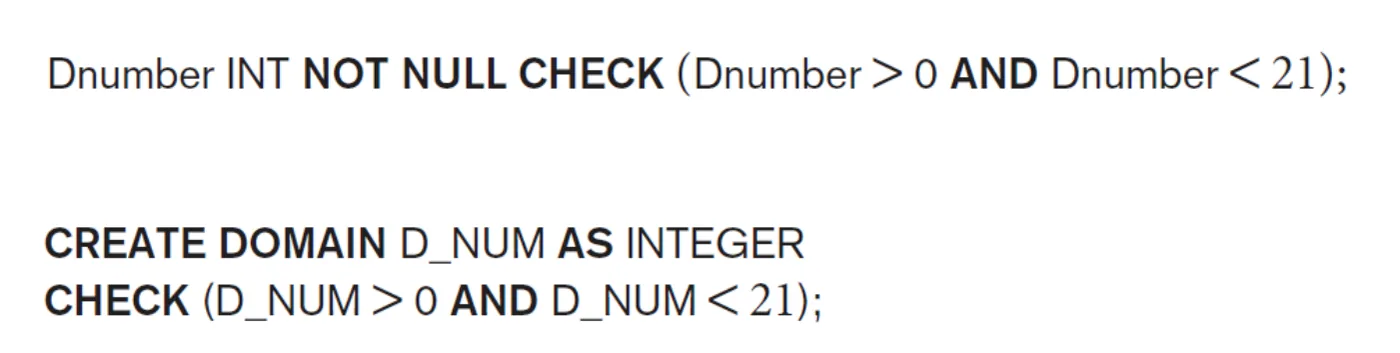 Dnumber INT NOT NULL CHECK (Dnumber > 0 AND Dnumber < 21);
CREATE DOMAIN D_NUM AS INTEGER
CHECK (D_NUM > 0 AND D_NUM < 21);